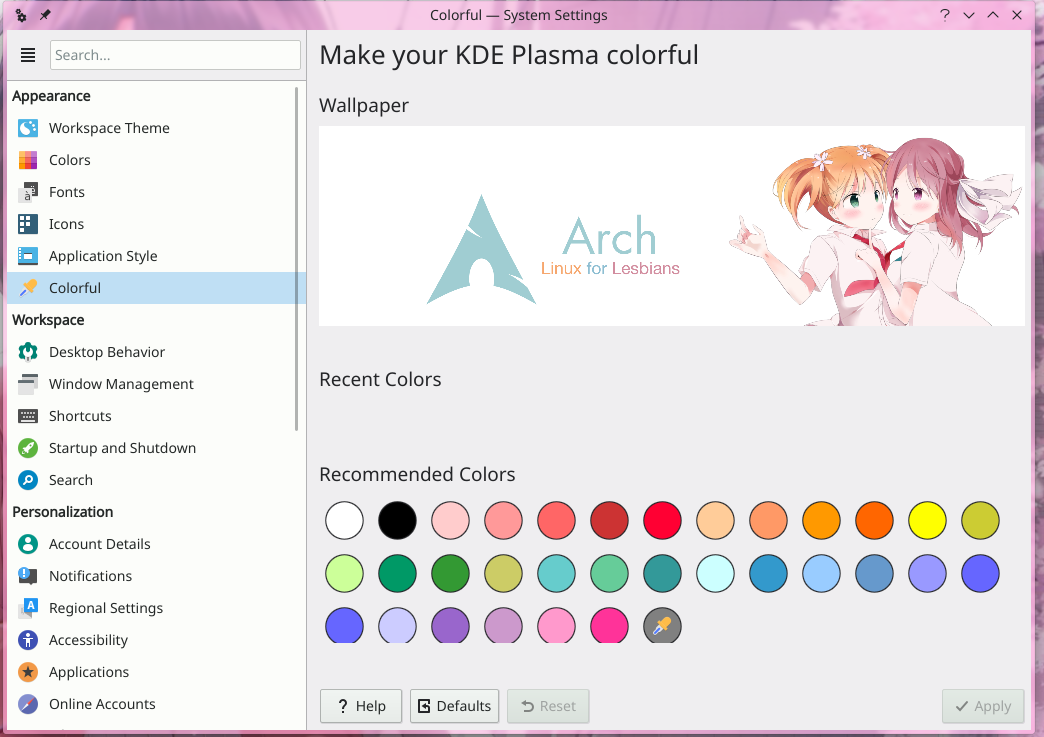 Colorful — System Settings
Search...
Appearance
Workspace Theme
Colors
Fonts
Icons
Application Style
Colorful
Workspace
Desktop Behavior
Window Management
Shortcuts
Startup and Shutdown
Search
Personalization
Account Details
Notifications
Regional Settings
Accessibility
Applications
Online Accounts
Make your KDE Plasma colorful
Wallpaper
Arch
Linux for Lesbians
Recent Colors
Recommended Colors
? Help
Defaults
Reset
Apply